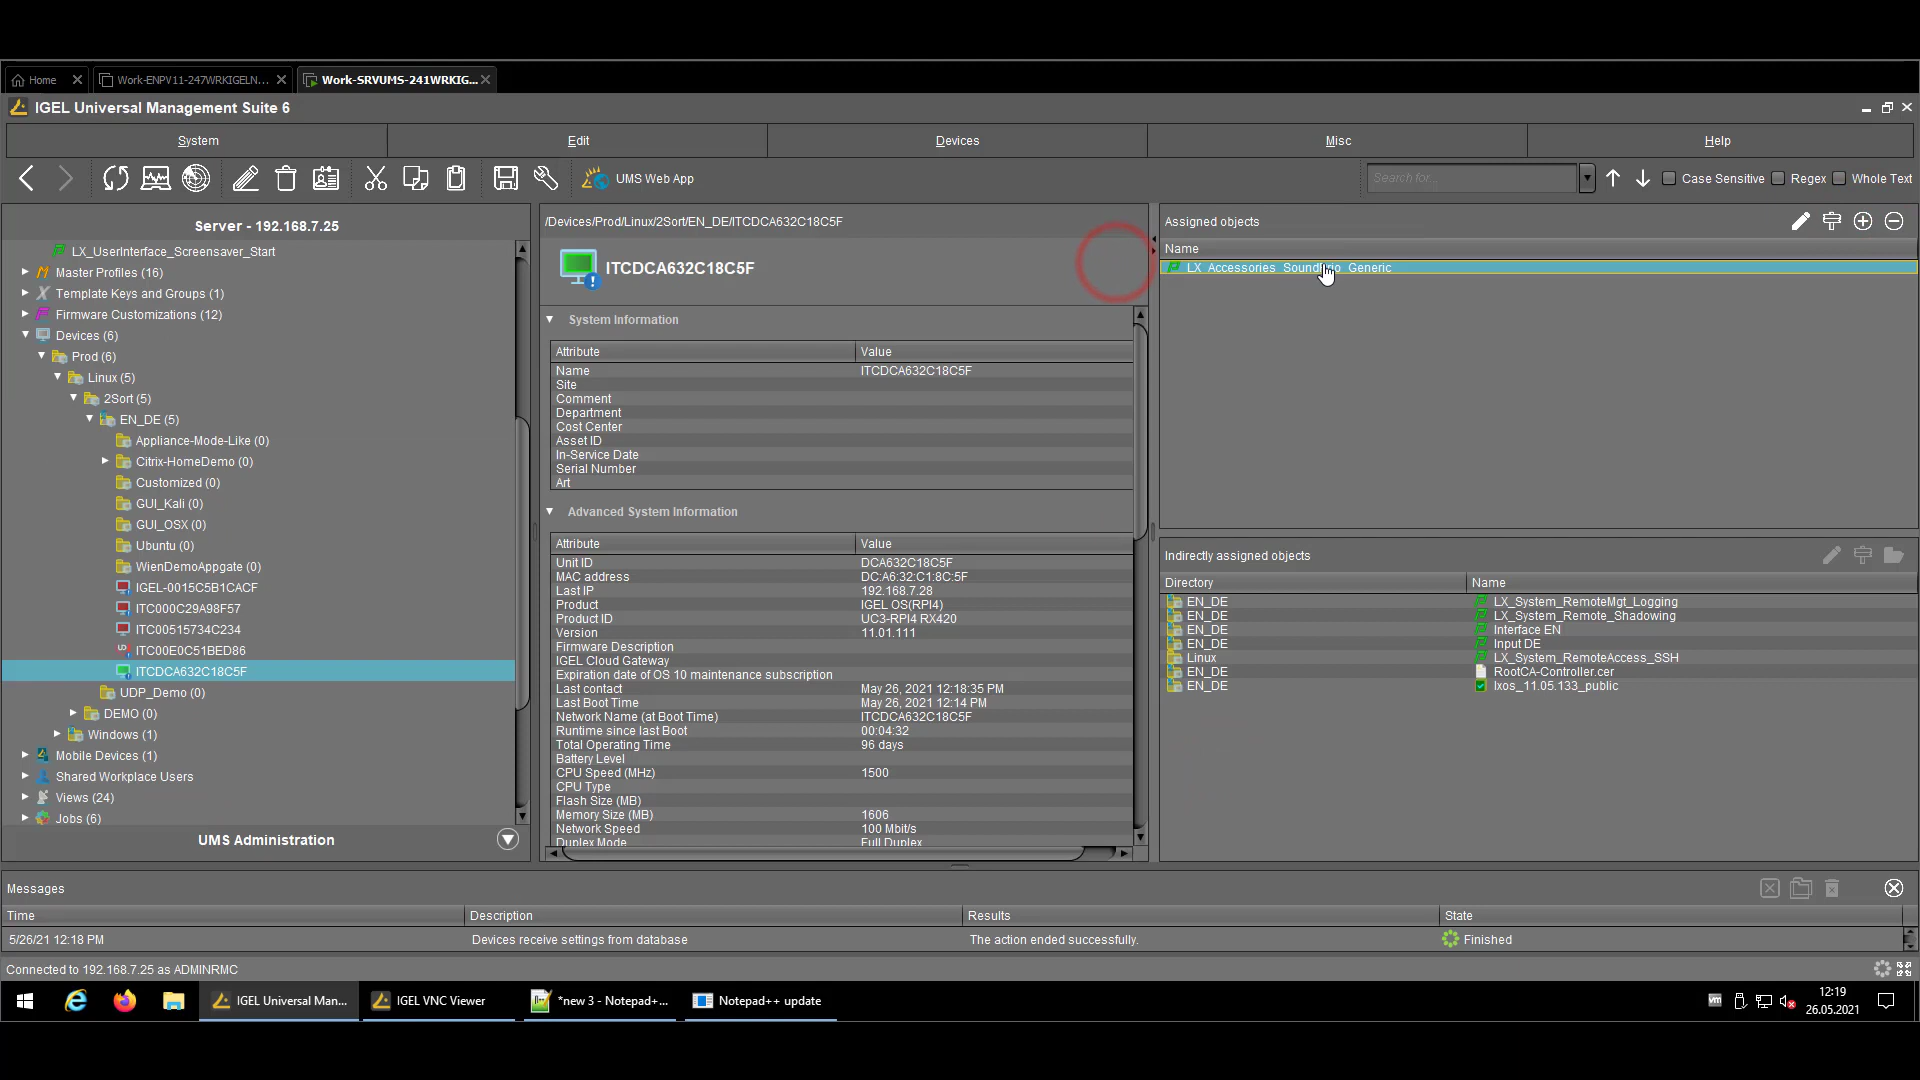 Home
Work-ENPV11-247WRKIGELN...
Work-SRVUMS-241WRKIG...
IGEL Universal Management Suite 6
System
Edit
Devices
Misc
Help
UMS Web App
Search for...
Case Sensitive
Regex
Whole Text
Server - 192.168.7.25
LX_UserInterface_Screensaver_Start
Master Profiles (16)
Template Keys and Groups (1)
Firmware Customizations (12)
Devices (6)
Prod (6)
Linux (5)
2Sort (5)
EN_DE (5)
Appliance-Mode-Like (0)
Citrix-HomeDemo (0)
Customized (0)
GUI_Kali (0)
GUI_OSX (0)
Ubuntu (0)
WienDemoAppgate (0)
IGEL-0015C5B1CACF
ITC000C29A98F57
ITC00515734C234
ITC00E0C51BED86
ITCDCA632C18C5F
UDP_Demo (0)
DEMO (0)
Windows (1)
Mobile Devices (1)
Shared Workplace Users
Views (24)
Jobs (6)
UMS Administration
/Devices/Prod/Linux/2Sort/EN_DE/ITCDCA632C18C5F
ITCDCA632C18C5F
System Information
Attribute Value
Name ITCDCA632C18C5F
Site
Comment
Department
Cost Center
Asset ID
In-Service Date
Serial Number
Art
Advanced System Information
Attribute Value
Unit ID DCA632C18C5F
MAC address DC:A6:32:C1:8C:5F
Last IP 192.168.7.28
Product IGEL OS(RPI4)
Product ID UC3-RPI4 RX420
Version 11.01.111
Firmware Description
IGEL Cloud Gateway
Expiration date of OS 10 maintenance subscription
Last contact May 26, 2021 12:18:35 PM
Last Boot Time May 26, 2021 12:14 PM
Network Name (at Boot Time) ITCDCA632C18C5F
Runtime since last Boot 00:04:32
Total Operating Time 96 days
Battery Level
CPU Speed (MHz) 1500
CPU Type
Flash Size (MB)
Memory Size (MB) 1606
Network Speed 100 Mbit/s
Duplex Mode Full Duplex
Assigned objects
Name
LX_Accessories Generic
Indirectly assigned objects
Directory Name
EN_DE LX_System_RemoteMgt_Logging
EN_DE LX_System_Remote_Shadowing
EN_DE Interface EN
EN_DE Input DE
Linux LX_System_RemoteAccess_SSH
EN_DE RootCA-Controller.cer
EN_DE lxos_11.05.133_public
Messages
Time Description Results State
5/26/21 12:18 PM Devices receive settings from database The action ended successfully. Finished
Connected to 192.168.7.25 as ADMINRMC
IGEL Universal Man...
IGEL VNC Viewer
*new 3 - Notepad+...
Notepad++ update
vm
12:19
26.05.2021